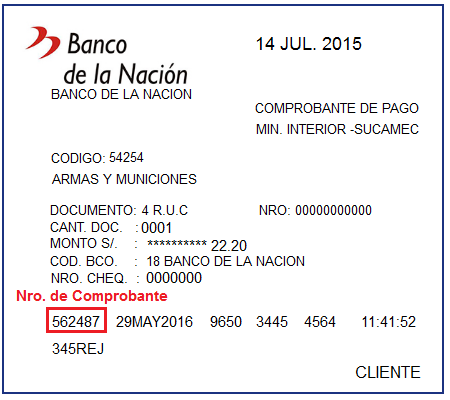 Banco
de la Nación
14 JUL. 2015
BANCO DE LA NACION
COMPROBANTE DE PAGO
MIN. INTERIOR -SUCAMEC
CODIGO: 54254
ARMAS Y MUNICIONES
DOCUMENTO: 4 R.U.C NRO: 00000000000
CANT. DOC. : 0001
MONTO S/. : ********** 22.20
COD. BCO. : 18 BANCO DE LA NACION
NRO. CHEQ. : 0000000
Nro. de Comprobante
562487 29MAY2016 9650 3445 4564 11:41:52
345REJ
CLIENTE